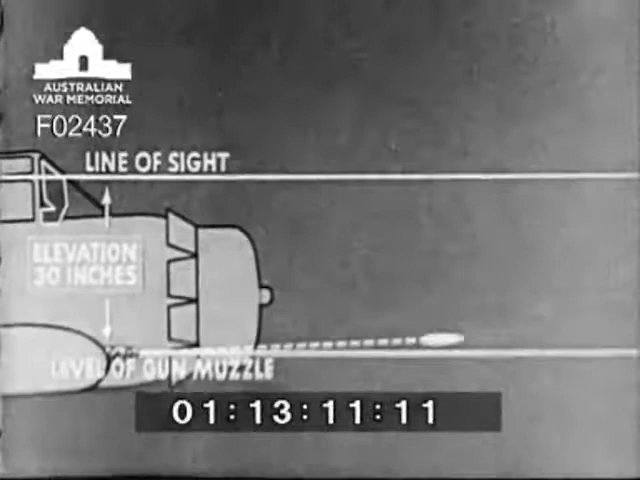 AUSTRALIAN
WAR MEMORIAL
F02437
LINE OF SIGHT
ELEVATION
30 INCHES
LEVEL OF GUN MUZZLE
01:13:11:11